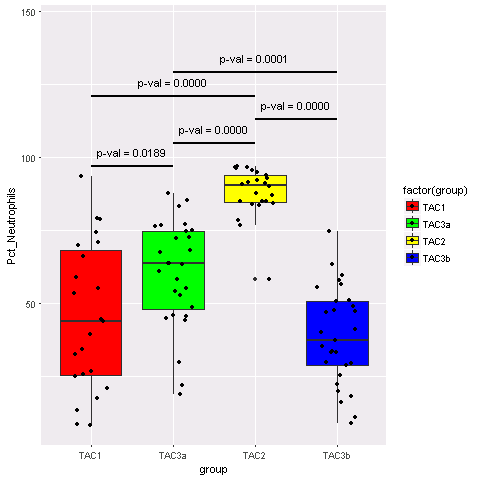 150
p-val = 0.0001
p-val = 0.0000
p-val = 0.0000
p-val = 0.0000
p-val = 0.0189
100
50
Pct_Neutrophils
TAC1
TAC3a
TAC2
TAC3b
group
factor(group)
TAC1
TAC3a
TAC2
TAC3b